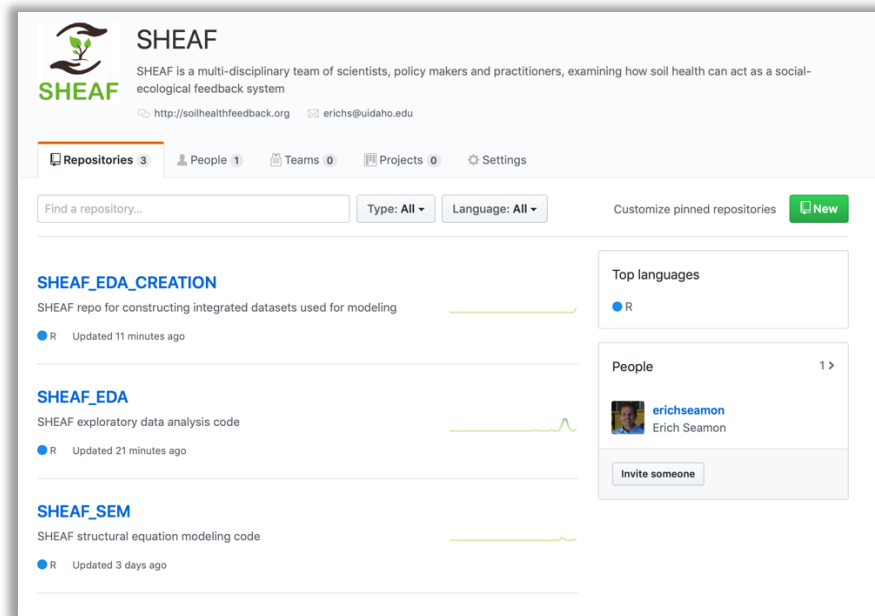 SHEAF
SHEAF
SHEAF is a multi-disciplinary team of scientists, policy makers and practitioners, examining how soil health can act as a social-
ecological feedback system
http://soilhealthfeedback.org erichs@uidaho.edu
Repositories 3 People 1 Teams 0 Projects 0 Settings
Find a repository... Type: All Language: All Customize pinned repositories New
SHEAF_EDA_CREATION
SHEAF repo for constructing integrated datasets used for modeling
R Updated 11 minutes ago
SHEAF_EDA
SHEAF exploratory data analysis code
R Updated 21 minutes ago
SHEAF_SEM
SHEAF structural equation modeling code
R Updated 3 days ago
Top languages
R
People 1
erichseamon
Erich Seamon
Invite someone